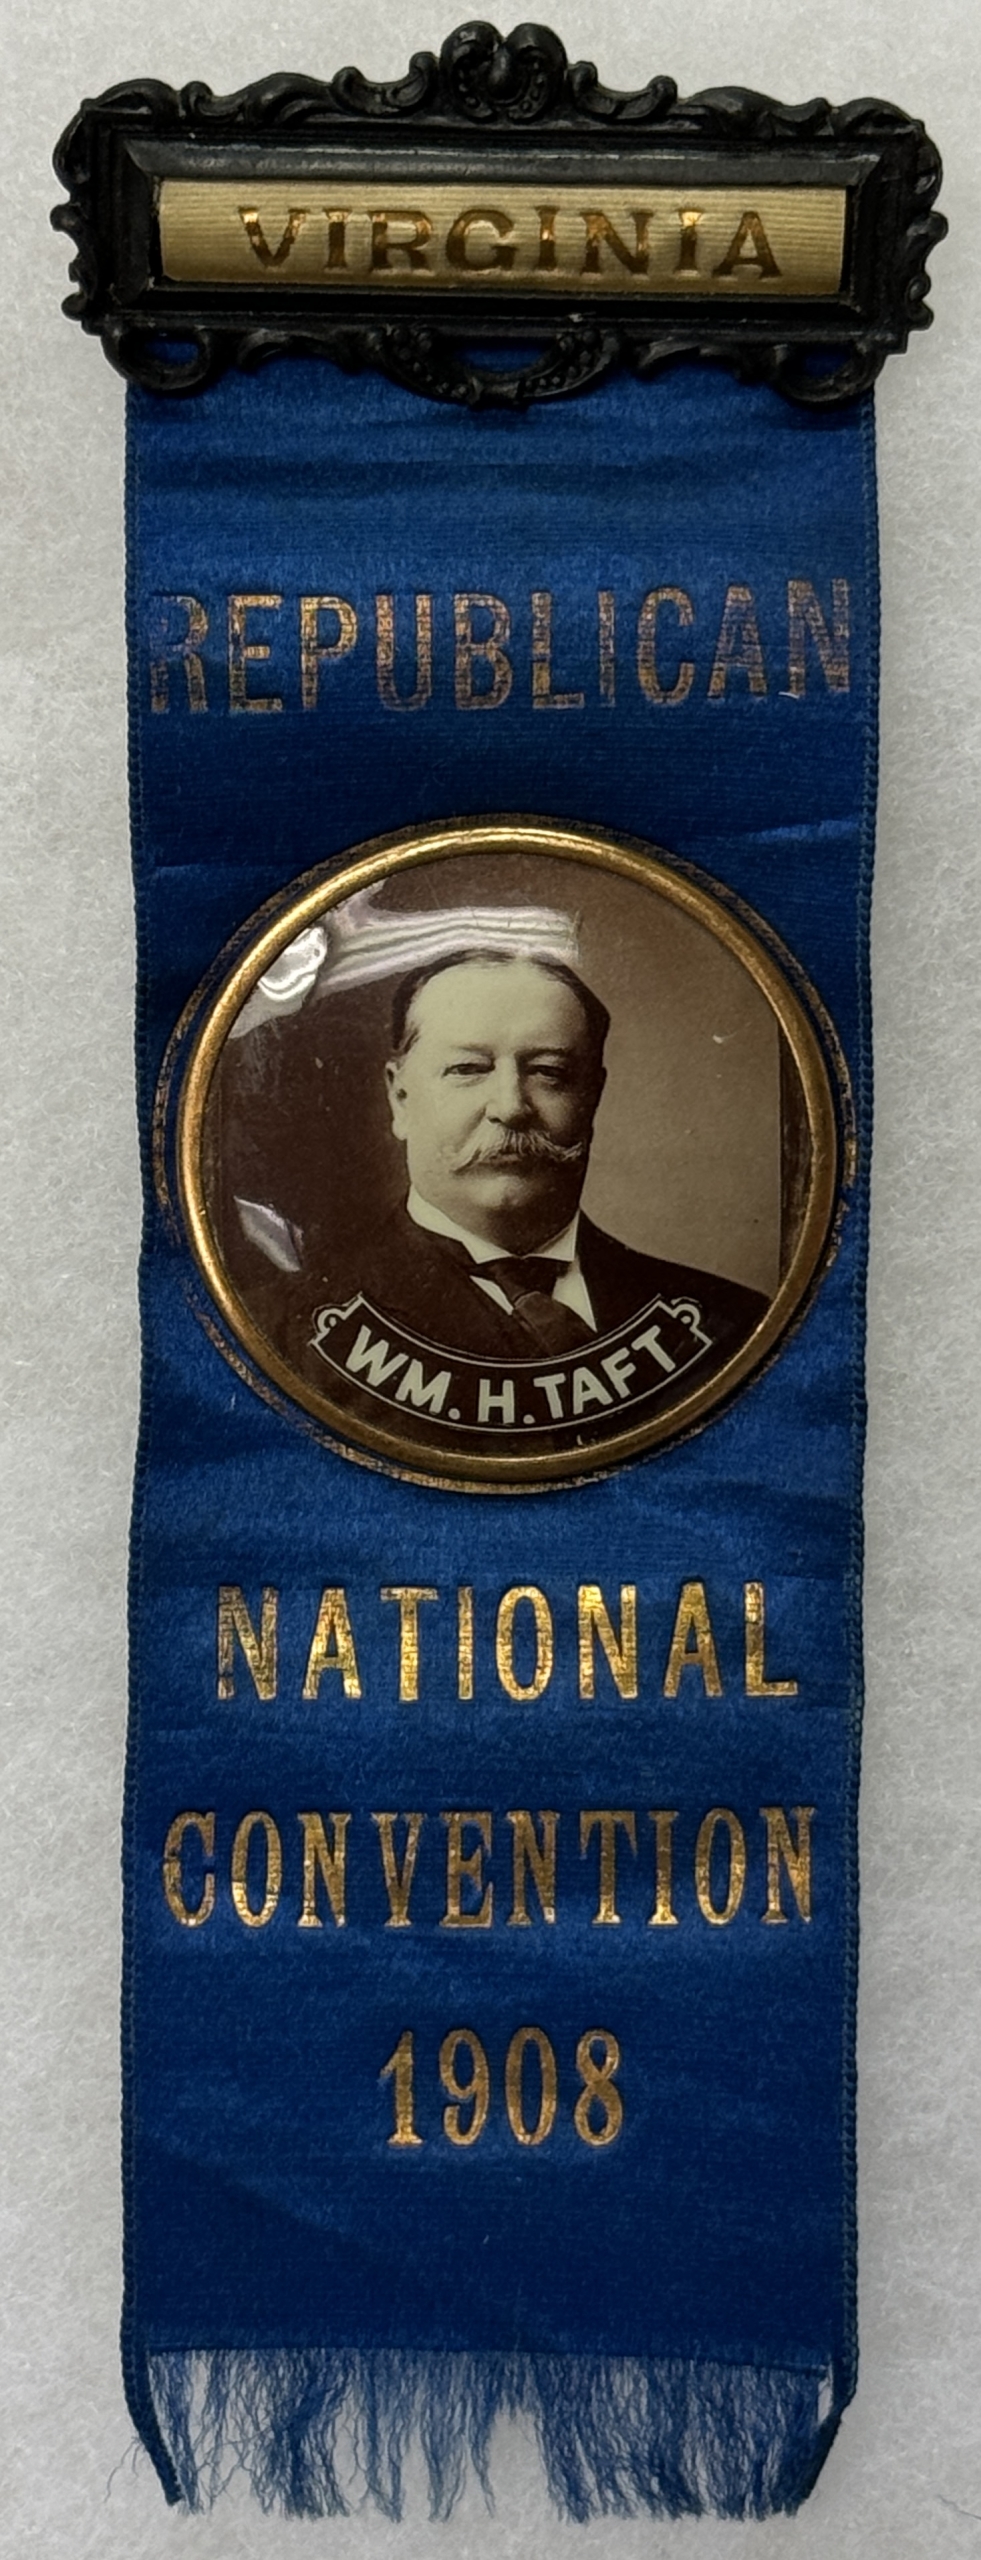 VIRGINIA
REPUBLICAN
WM. H. TAFT
NATIONAL
CONVENTION
1908